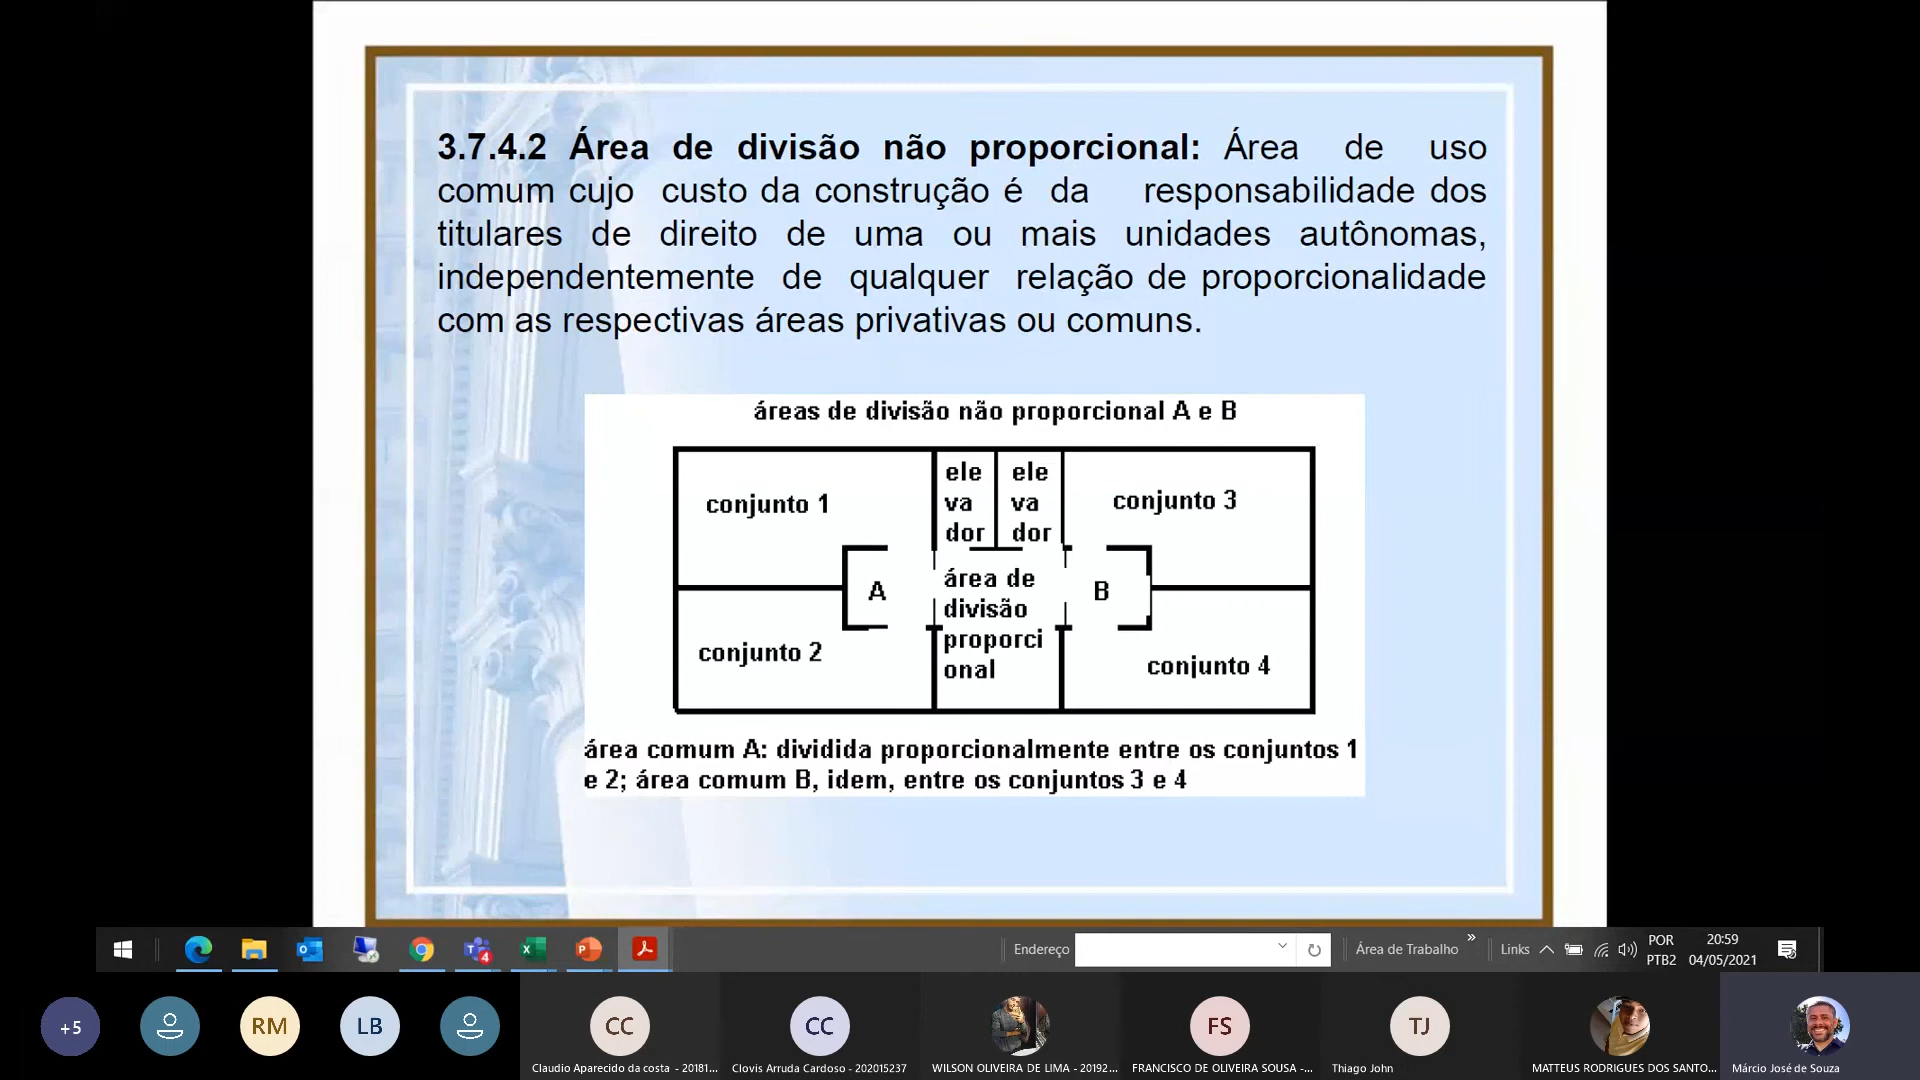 3.7.4.2 Área de divisão não proporcional: Área de uso
comum cujo custo da construção é da responsabilidade dos
titulares de direito de uma ou mais unidades autônomas,
independentemente de qualquer relação de proporcionalidade
com as respectivas áreas privativas ou comuns.
áreas de divisão não proporcional A e B
conjunto 1
ele
va
dor
ele
va
dor
conjunto 3
A
área de
divisão
proporci
onal
B
conjunto 2
conjunto 4
área comum A: dividida proporcionalmente entre os conjuntos 1
e 2; área comum B, idem, entre os conjuntos 3 e 4
4
Endereço
Área de Trabalho
»
Links
POR
PTB2
20:59
04/05/2021
+5
RM
LB
CC
CC
FS
TJ
Claudio Aparecido da costa - 20181...
Clovis Arruda Cardoso - 202015237
WILSON OLIVEIRA DE LIMA - 20192...
FRANCISCO DE OLIVEIRA SOUSA -...
Thiago John
MATTEUS RODRIGUES DOS SANTO...
Márcio José de Souza